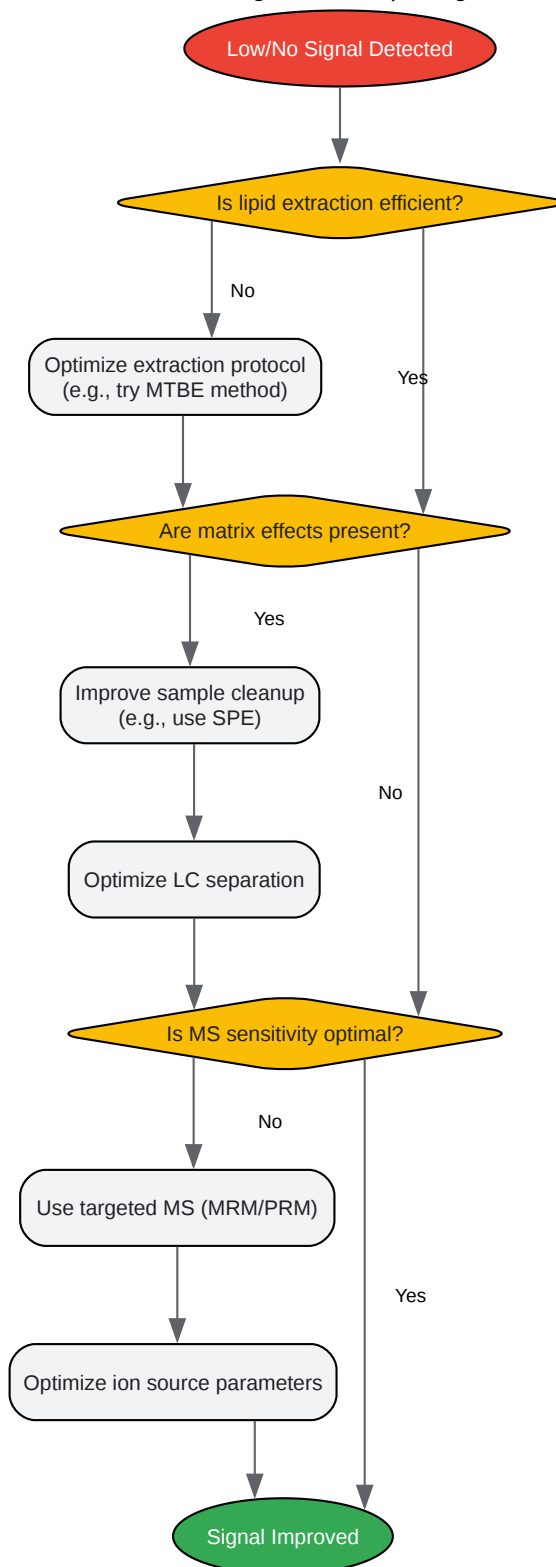 Low/No Signal Detected
Is lipid extraction efficient?
No
Optimize extraction protocol
(e.g., try MTBE method)
Yes
Are matrix effects present?
Yes
Improve sample cleanup
(e.g., use SPE)
No
Optimize LC separation
Is MS sensitivity optimal?
No
Use targeted MS (MRM/PRM)
Yes
Optimize ion source parameters
Signal Improved